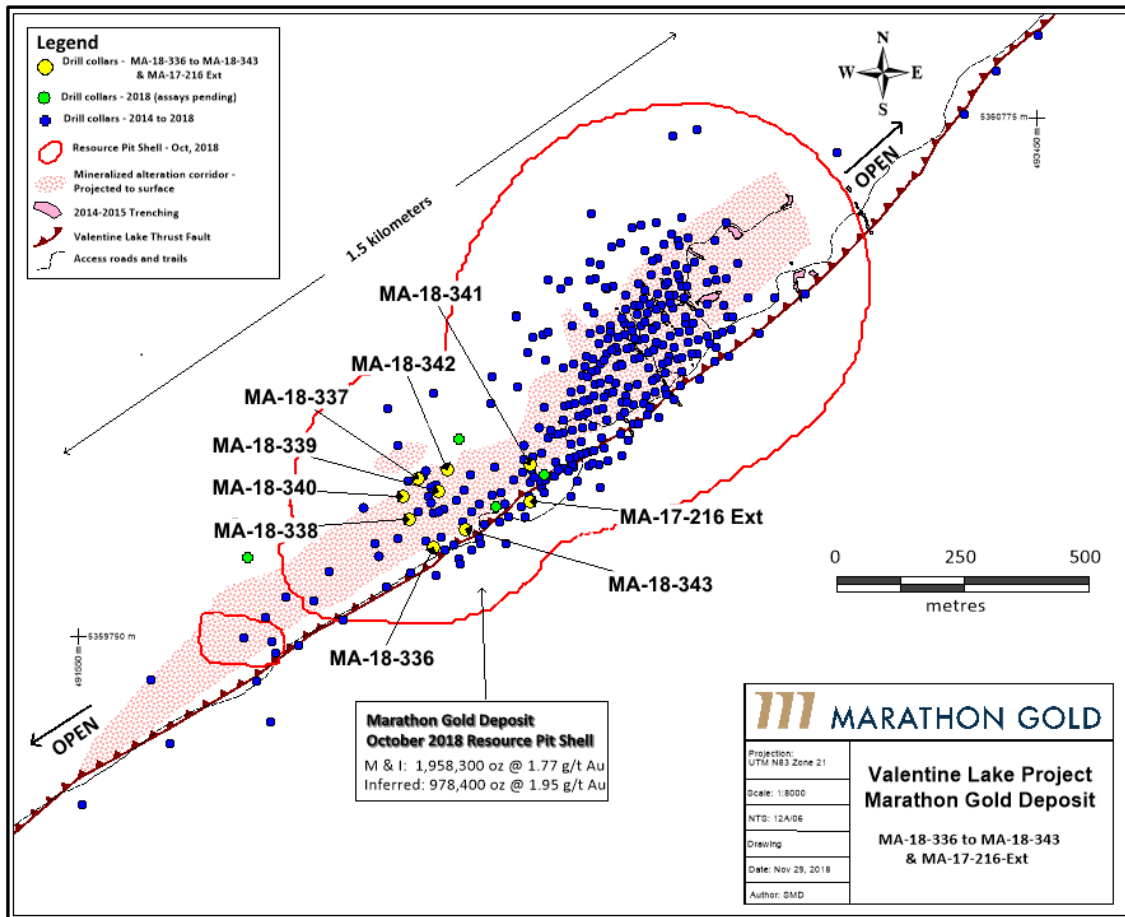 Legend
Drill collars - MA-18-336 to MA-18-343
& MA-17-216 Ext
Drill collars - 2018 (assays pending)
Drill collars - 2014 to 2018
Resource Pit Shell - Oct, 2018
Mineralized alteration corridor -
Projected to surface
2014-2015 Trenching
Valentine Lake Thrust Fault
Access roads and trails
N
W
E
S
5360775 m
493450 m
OPEN
1.5 kilometers
MA-18-341
MA-18-342
MA-18-337
MA-18-339
MA-18-340
MA-18-338
MA-17-216 Ext
MA-18-343
MA-18-336
0 250 500
metres
5359750 m
491550 m
OPEN
Marathon Gold Deposit
October 2018 Resource Pit Shell
M & I: 1,958,300 oz @ 1.77 g/t Au
Inferred: 978,400 oz @ 1.95 g/t Au
MARATHON GOLD
Projection:
UTM N83 Zone 21
Scale: 1:8000
NTS: 12A/06
Drawing
Date: Nov 29, 2018
Author: SMD
Valentine Lake Project
Marathon Gold Deposit
MA-18-336 to MA-18-343
& MA-17-216-Ext